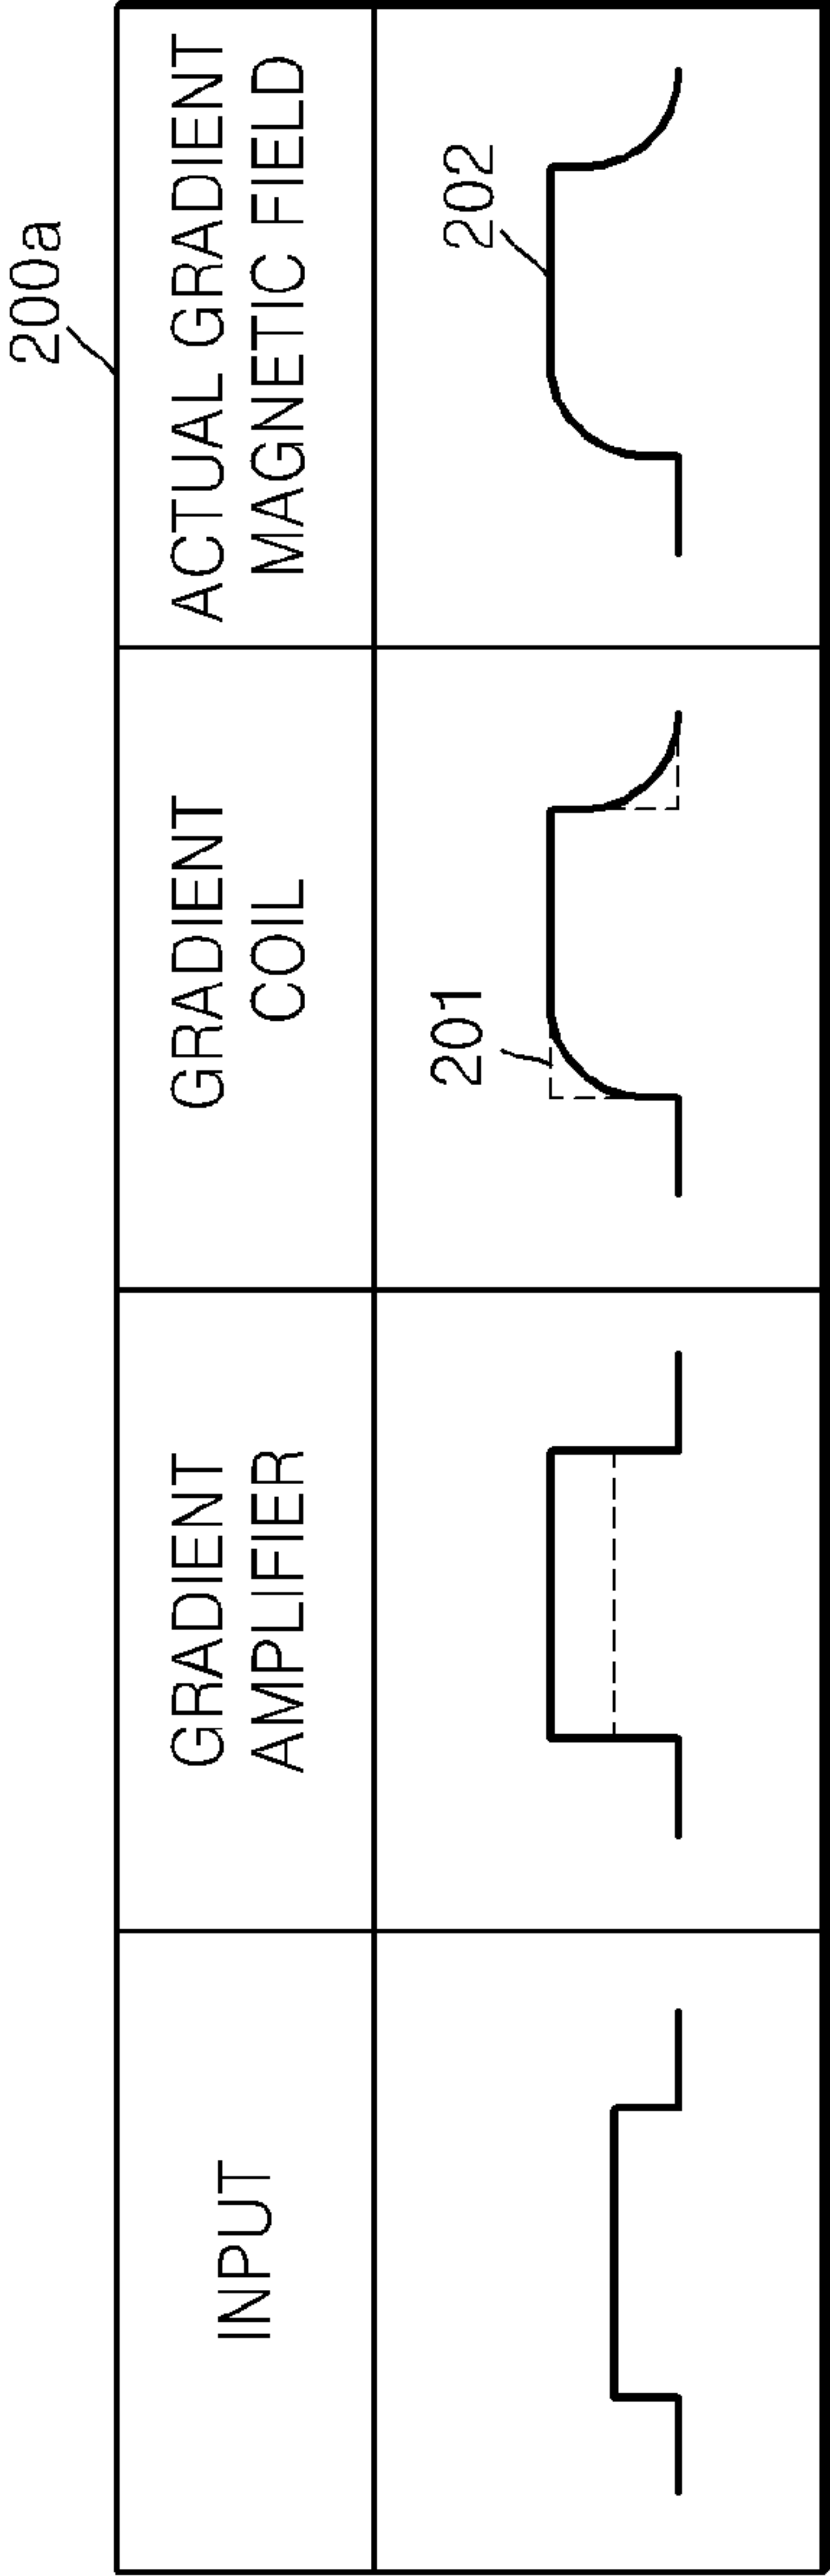 200a
INPUT
GRADIENT
AMPLIFIER
GRADIENT
COIL
ACTUAL GRADIENT
MAGNETIC FIELD
201
202